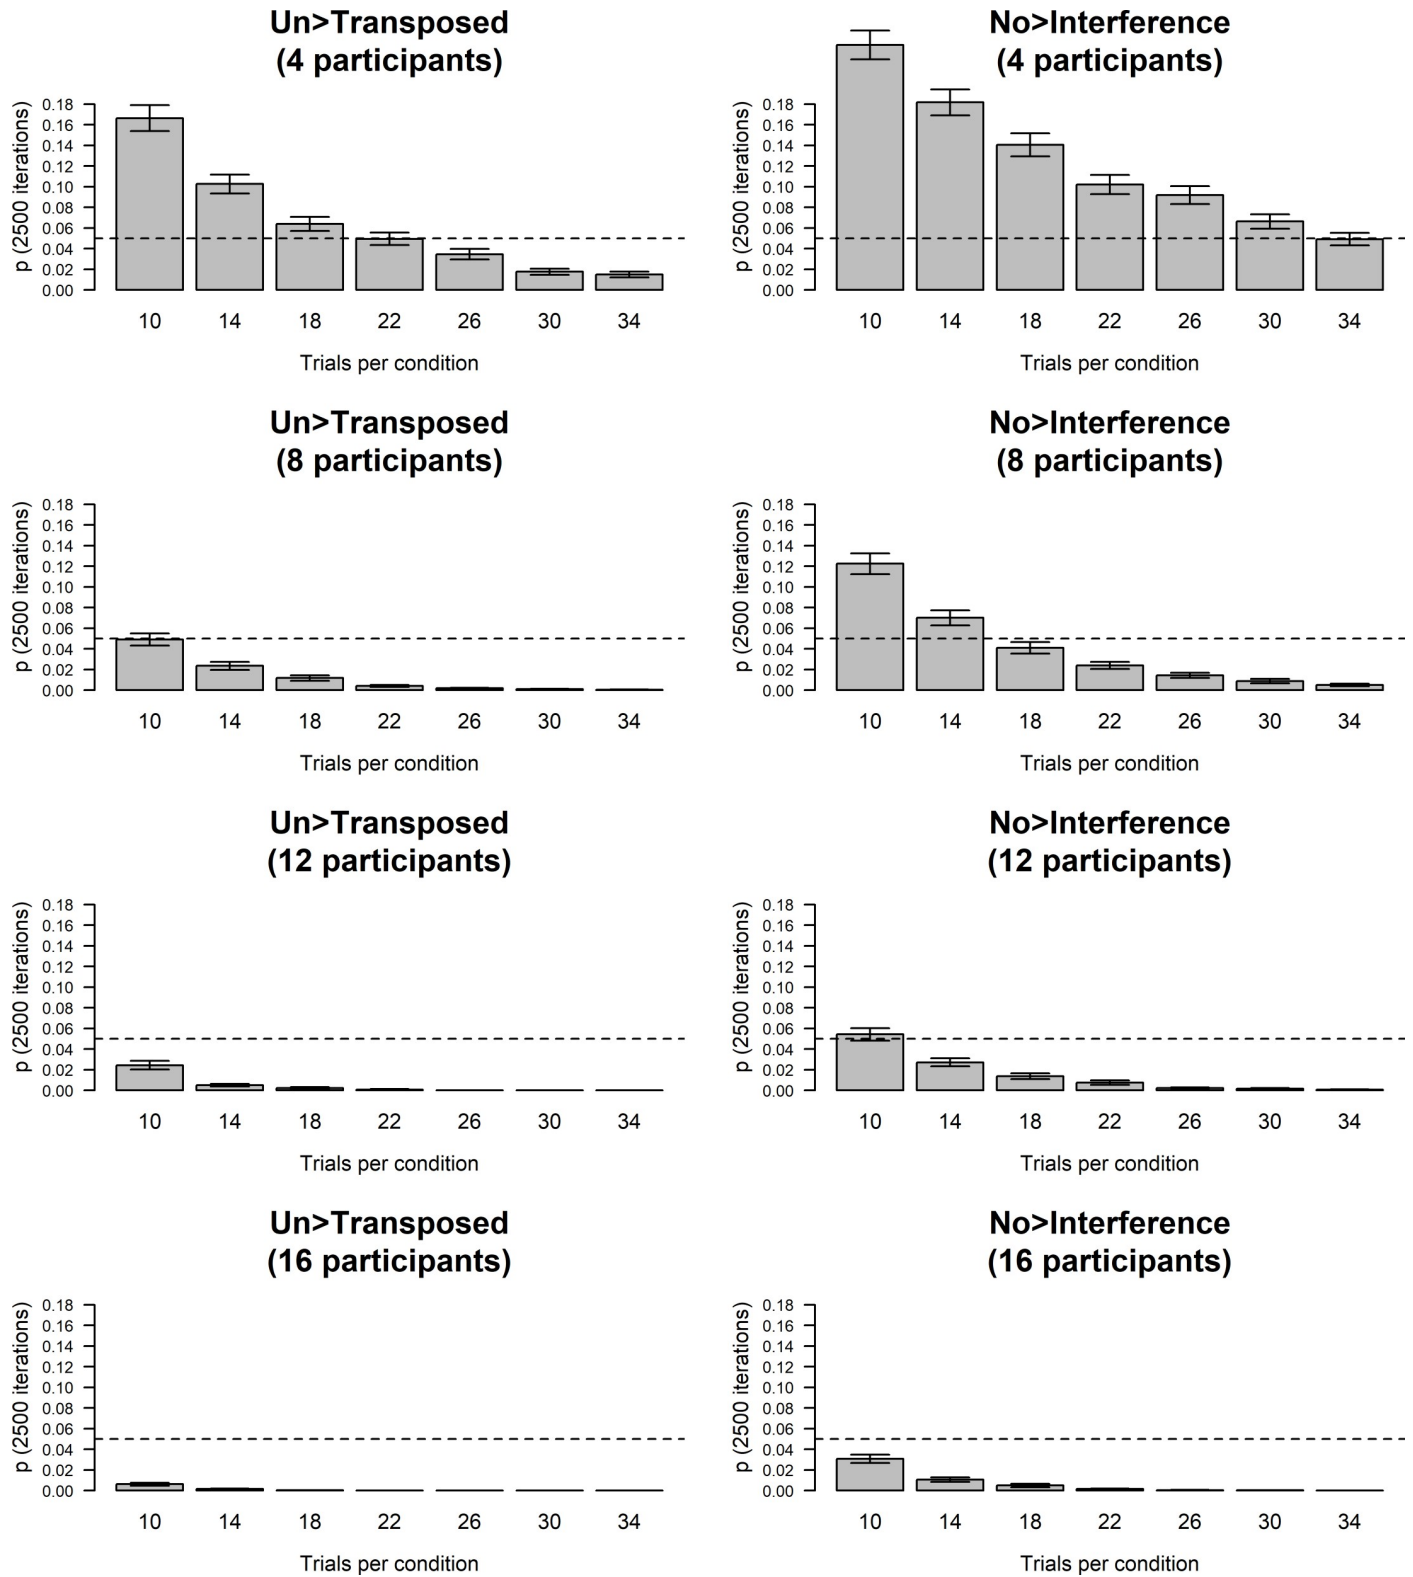 Un>Transposed
(4 participants)
p (2500 iterations)
0.18
0.16
0.14
0.12
0.10
0.08
0.06
0.04
0.02
0.00
10 14 18 22 26 30 34
Trials per condition
No>Interference
(4 participants)
p (2500 iterations)
0.18
0.16
0.14
0.12
0.10
0.08
0.06
0.04
0.02
0.00
10 14 18 22 26 30 34
Trials per condition
Un>Transposed
(8 participants)
p (2500 iterations)
0.18
0.16
0.14
0.12
0.10
0.08
0.06
0.04
0.02
0.00
10 14 18 22 26 30 34
Trials per condition
No>Interference
(8 participants)
p (2500 iterations)
0.18
0.16
0.14
0.12
0.10
0.08
0.06
0.04
0.02
0.00
10 14 18 22 26 30 34
Trials per condition
Un>Transposed
(12 participants)
p (2500 iterations)
0.18
0.16
0.14
0.12
0.10
0.08
0.06
0.04
0.02
0.00
10 14 18 22 26 30 34
Trials per condition
No>Interference
(12 participants)
p (2500 iterations)
0.18
0.16
0.14
0.12
0.10
0.08
0.06
0.04
0.02
0.00
10 14 18 22 26 30 34
Trials per condition
Un>Transposed
(16 participants)
p (2500 iterations)
0.18
0.16
0.14
0.12
0.10
0.08
0.06
0.04
0.02
0.00
10 14 18 22 26 30 34
Trials per condition
No>Interference
(16 participants)
p (2500 iterations)
0.18
0.16
0.14
0.12
0.10
0.08
0.06
0.04
0.02
0.00
10 14 18 22 26 30 34
Trials per condition